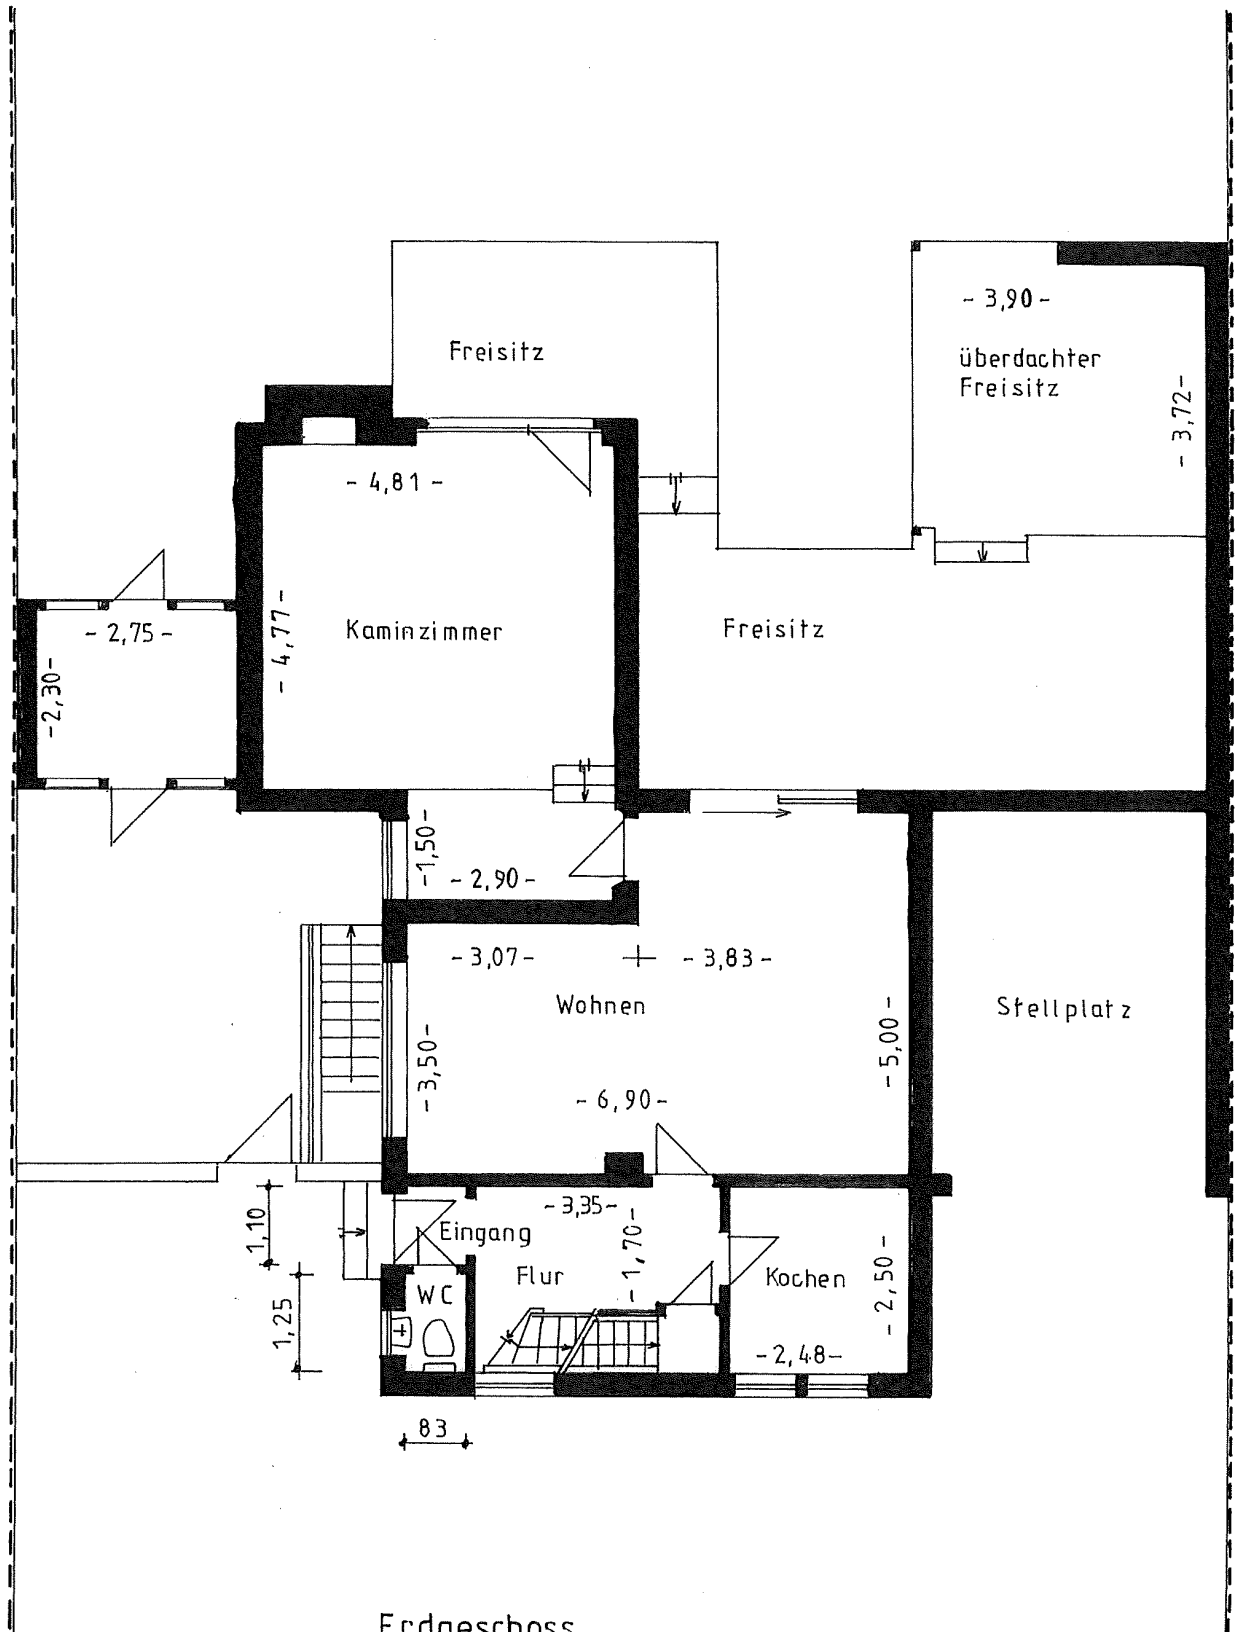 - 3,90 -
Freisitz
überdachter
Freisitz
- 3,72 -
- 4,81 -
- 4,77 -
Kaminzimmer
Freisitz
- 2,75 -
- 2,30 -
- 1,50 -
- 2,90 -
- 3,07 -
- 3,83 -
Wohnen
Stellplatz
- 3,50 -
- 5,00 -
- 6,90 -
1,10
Eingang
- 3,35 -
- 1,70 -
Flur
Kochen
- 2,50 -
WC
1,25
- 2,48 -
83
Erdgeschoss